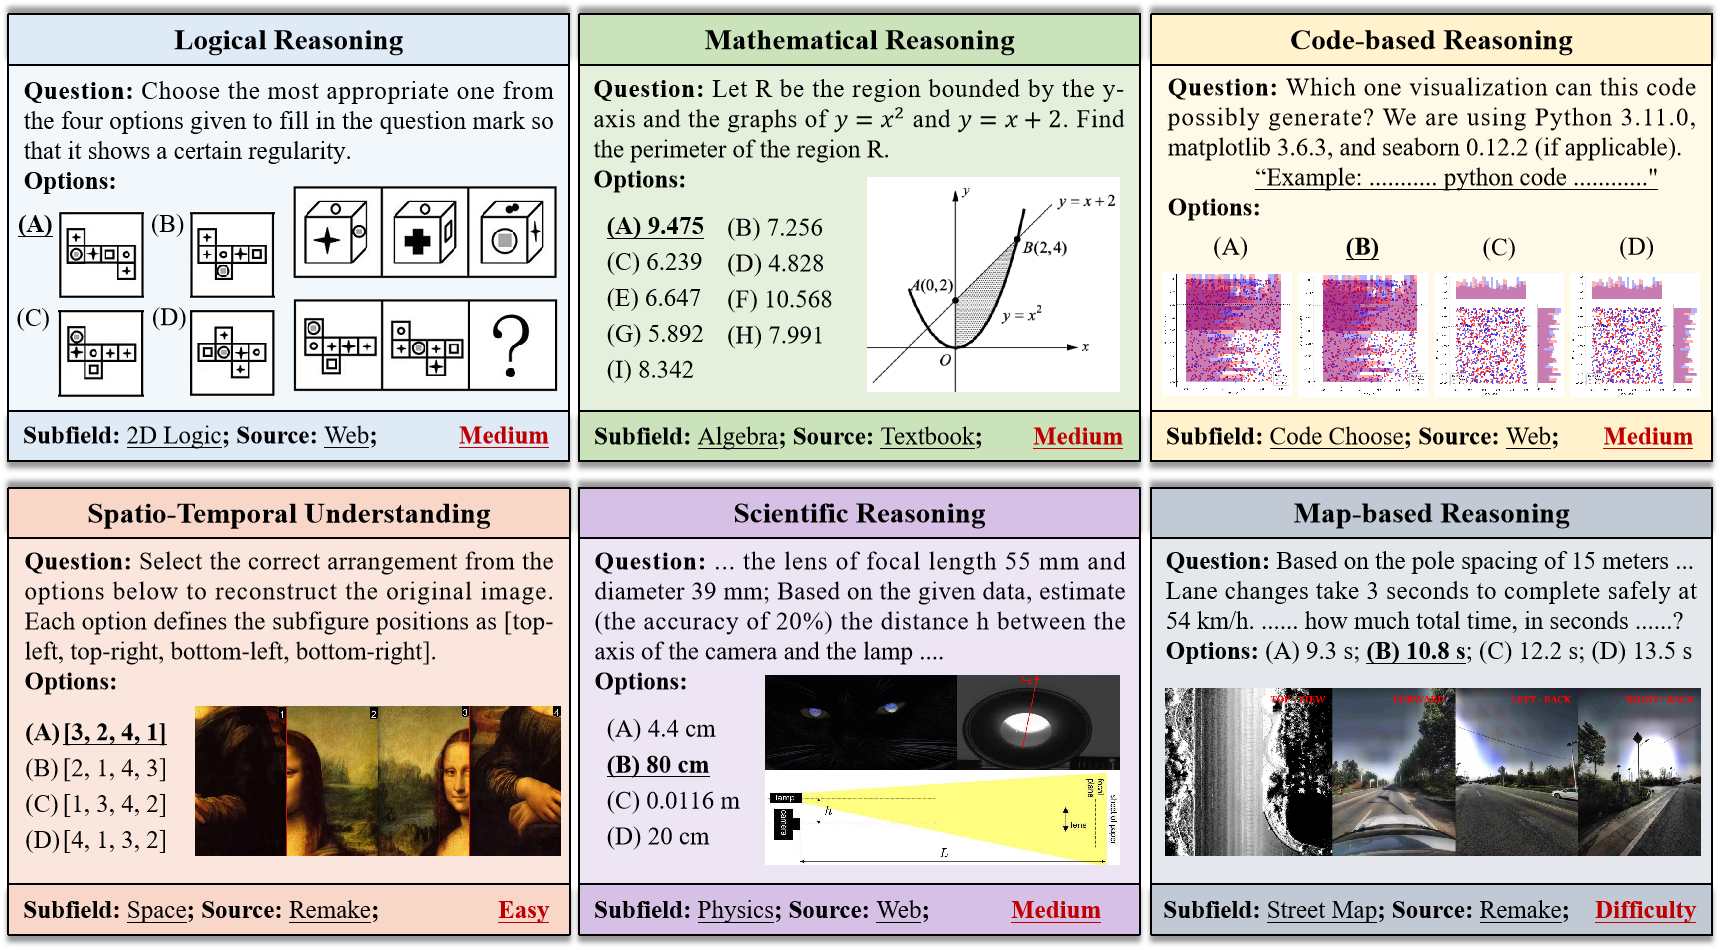 Logical Reasoning
Question: Choose the most appropriate one from
the four options given to fill in the question mark so
that it shows a certain regularity.
Options:
(A)
(B)
(C)
(D)
?
Subfield: 2D Logic; Source: Web;
Medium
Mathematical Reasoning
Question: Let R be the region bounded by the y-
axis and the graphs of y = x² and y = x + 2. Find
the perimeter of the region R.
Options:
(A) 9.475 (B) 7.256
(C) 6.239 (D) 4.828
(E) 6.647 (F) 10.568
(G) 5.892 (H) 7.991
(I) 8.342
y
y = x + 2
B(2,4)
A(0,2)
y = x²
O
x
Subfield: Algebra; Source: Textbook;
Medium
Code-based Reasoning
Question: Which one visualization can this code
possibly generate? We are using Python 3.11.0,
matplotlib 3.6.3, and seaborn 0.12.2 (if applicable).
“Example: ........... python code ............"
Options:
(A) (B) (C) (D)
Subfield: Code Choose; Source: Web;
Medium
Spatio-Temporal Understanding
Question: Select the correct arrangement from the
options below to reconstruct the original image.
Each option defines the subfigure positions as [top-
left, top-right, bottom-left, bottom-right].
Options:
(A) [3, 2, 4, 1]
(B) [2, 1, 4, 3]
(C) [1, 3, 4, 2]
(D) [4, 1, 3, 2]
1 2 3 4
Subfield: Space; Source: Remake;
Easy
Scientific Reasoning
Question: ... the lens of focal length 55 mm and
diameter 39 mm; Based on the given data, estimate
(the accuracy of 20%) the distance h between the
axis of the camera and the lamp ....
Options:
(A) 4.4 cm
(B) 80 cm
(C) 0.0116 m
(D) 20 cm
lamp
camera
h
L
lens
focal
plane
sheet of paper
Subfield: Physics; Source: Web;
Medium
Map-based Reasoning
Question: Based on the pole spacing of 15 meters ...
Lane changes take 3 seconds to complete safely at
54 km/h. ...... how much total time, in seconds ......?
Options: (A) 9.3 s; (B) 10.8 s; (C) 12.2 s; (D) 13.5 s
TOP - VIEW
FORWARD
LEFT - BACK
RIGHT - BACK
Subfield: Street Map; Source: Remake;
Difficulty